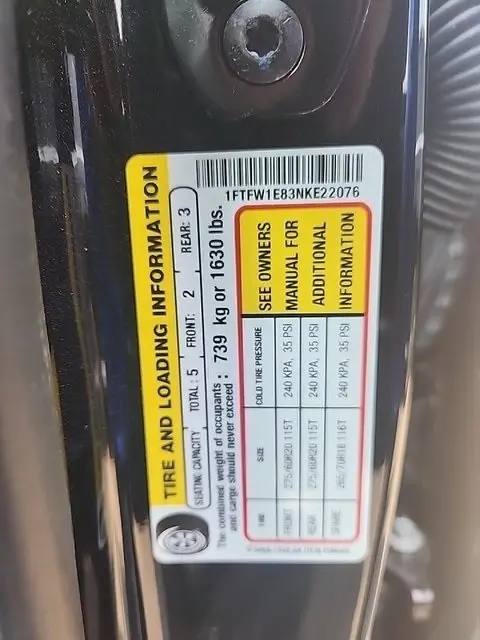 1FTFW1E83NKE22076
TIRE AND LOADING INFORMATION
SEATING CAPACITY TOTAL: 5 FRONT: 2 REAR: 3
The combined weight of occupants and cargo should never exceed: 739 kg or 1630 lbs.
TIRE SIZE COLD TIRE PRESSURE
FRONT 275/60R20 115T 240 KPA, 35 PSI
REAR 275/60R20 115T 240 KPA, 35 PSI
SPARE 265/70R18 116T 240 KPA, 35 PSI
SEE OWNERS
MANUAL FOR
ADDITIONAL
INFORMATION